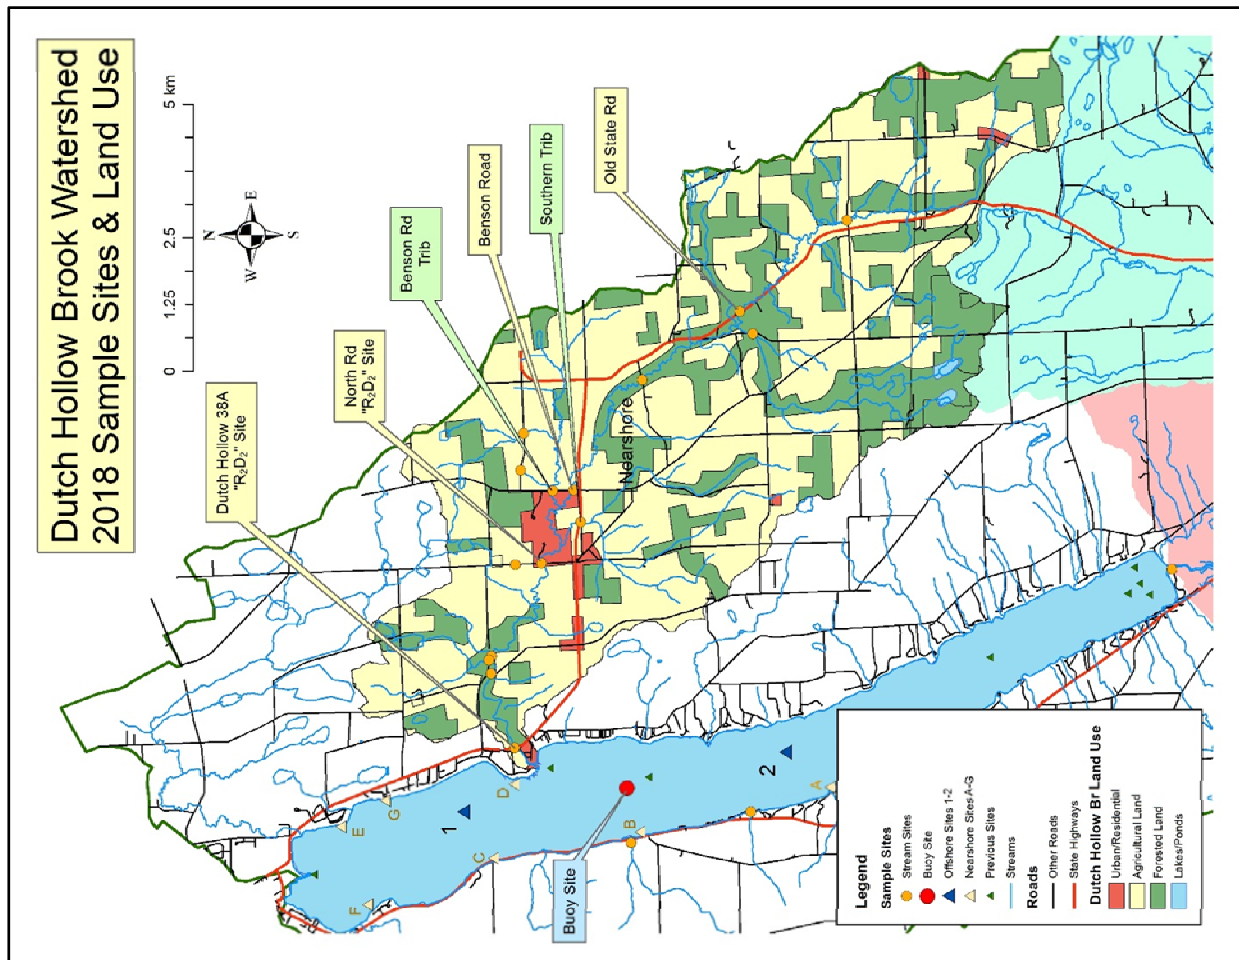 Dutch Hollow Brook Watershed
2018 Sample Sites & Land Use
0
1.25
2.5
5 km
N
W
E
S
Dutch Hollow 38A
"R2D2" Site
North Rd
"R2D2" Site
Benson Rd
Trib
Benson Road
Southern Trib
Old State Rd
Nearshore
Buoy Site
1
2
A
B
C
D
E
F
G
Legend
Sample Sites
Stream Sites
Buoy Site
Offshore Sites 1-2
Nearshore Sites A-G
Previous Sites
Streams
Roads
Other Roads
State Highways
Dutch Hollow Br Land Use
Urban/Residential
Agricultural Land
Forested Land
Lakes/Ponds